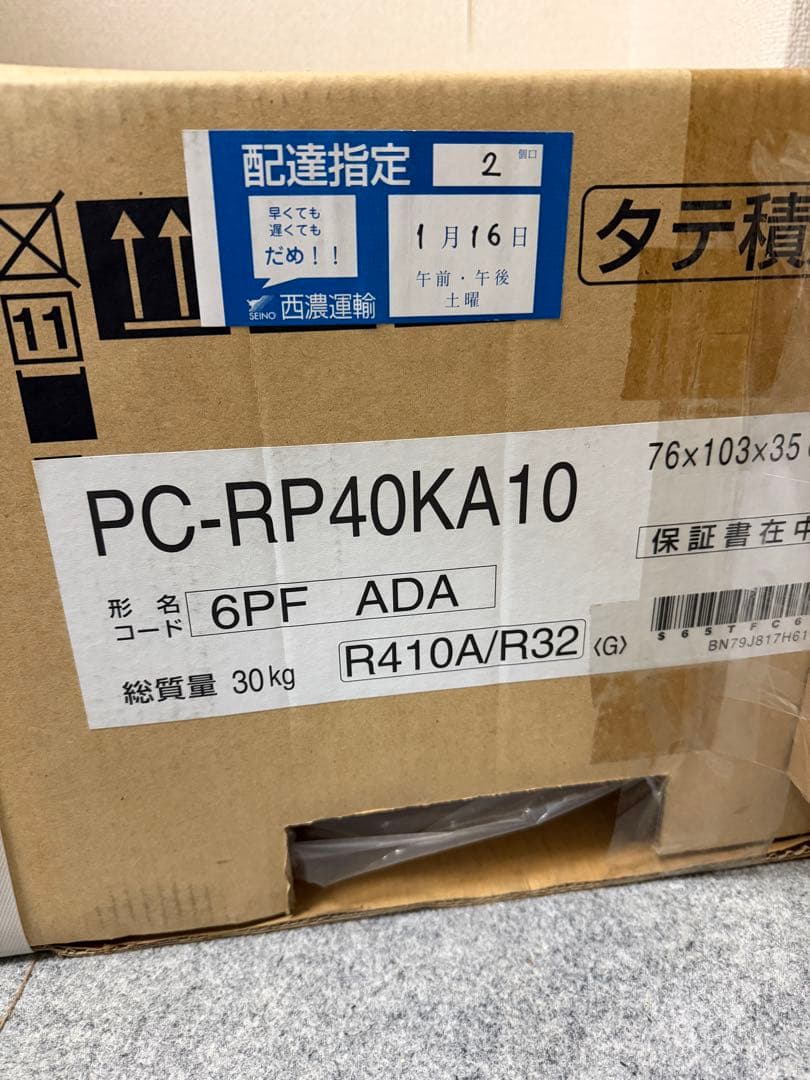 配達指定
2 個口
早くても
遅くても
だめ！！
1月16日
午前・午後
土曜
SEINO 西濃運輸
タテ積
11
PC-RP40KA10
76×103×35
保証書在中
形名
コード
6PF ADA
総質量 30kg
R410A/R32 〈G〉
S6STFC6
BN79J817H61